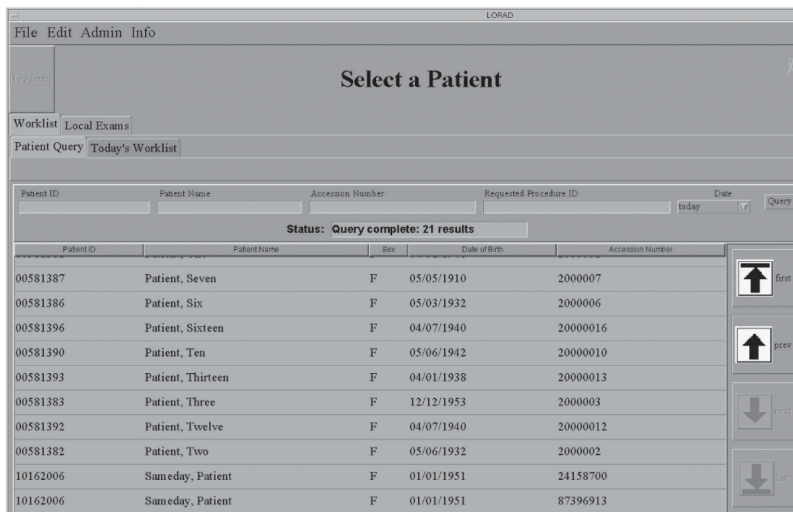 LORAD
File Edit Admin Info
No Alarms
Select a Patient
Worklist Local Exams
Patient Query Today's Worklist
Patient ID Patient Name Accession Number Requested Procedure ID Date
today Query
Status: Query complete: 21 results
Patient ID Patient Name Sex Date of Birth Accession Number
00581387 Patient, Seven F 05/05/1910 2000007
first
00581386 Patient, Six F 05/03/1932 2000006
00581396 Patient, Sixteen F 04/07/1940 20000016
00581390 Patient, Ten F 05/06/1942 20000010
prev
00581393 Patient, Thirteen F 04/01/1938 20000013
00581383 Patient, Three F 12/12/1953 2000003
next
00581392 Patient, Twelve F 04/07/1940 20000012
00581382 Patient, Two F 05/06/1932 2000002
10162006 Sameday, Patient F 01/01/1951 24158700
last
10162006 Sameday, Patient F 01/01/1951 87396913